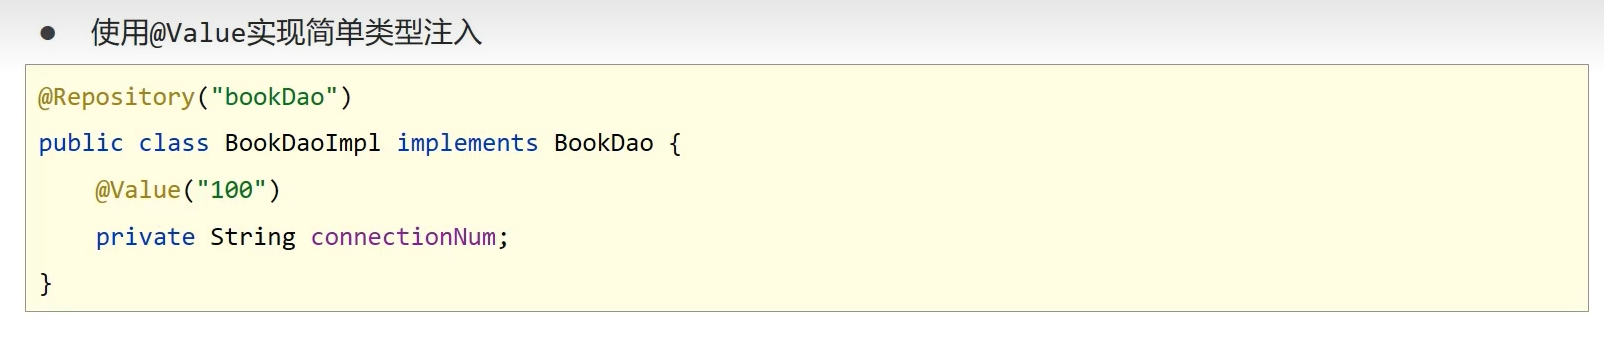 ● 使用@Value实现简单类型注入
@Repository("bookDao")
public class BookDaoImpl implements BookDao {
    @Value("100")
    private String connectionNum;
}